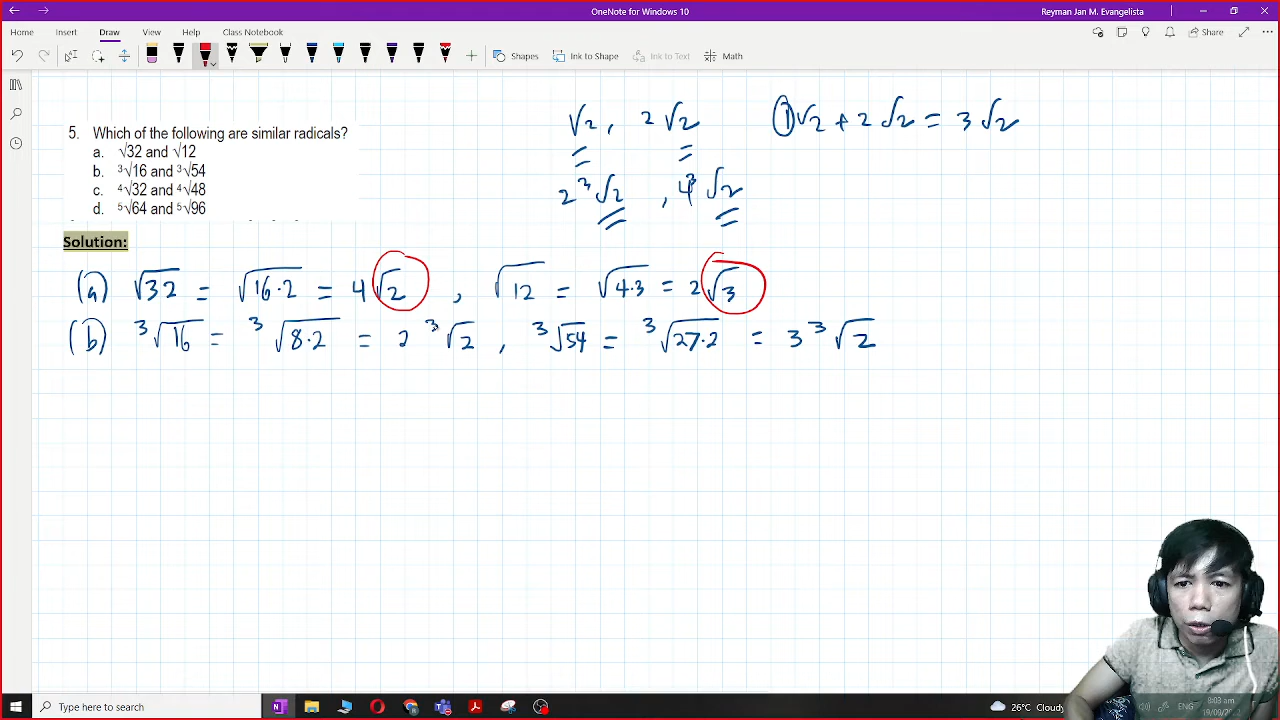 OneNote for Windows 10
Reyman Jan M. Evangelista
Home Insert Draw View Help Class Notebook
Share
Shapes Ink to Shape Ink to Text Math
√2, 2√2 1√2 + 2√2 = 3√2
2 ³√2, 4 ³√2
5. Which of the following are similar radicals?
a. √32 and √12
b. ³√16 and ³√54
c. ⁴√32 and ⁴√48
d. ⁵√64 and ⁵√96
Solution:
(a) √32 = √16·2 = 4√2, √12 = √4·3 = 2√3
(b) ³√16 = ³√8·2 = 2 ³√2, ³√54 = ³√27·2 = 3 ³√2
Type here to search
26°C Cloudy
ENG
8:03 am